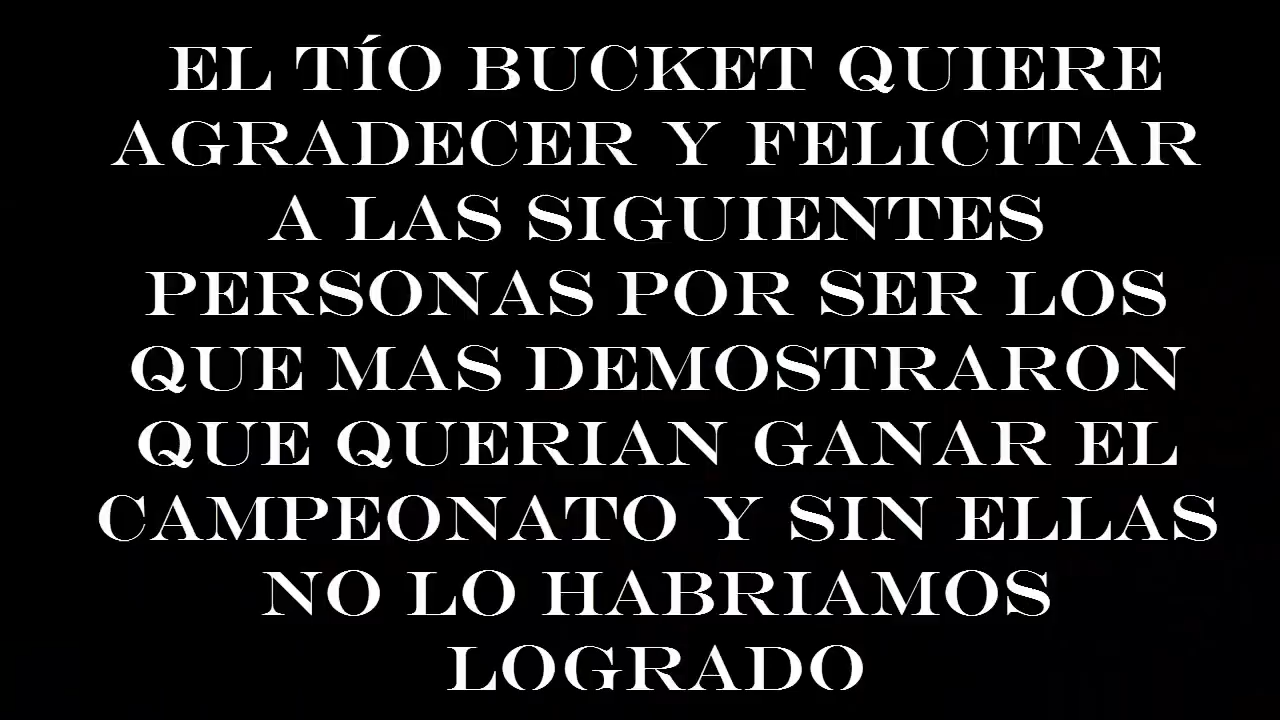 EL TÍO BUCKET QUIERE
AGRADECER Y FELICITAR
A LAS SIGUIENTES
PERSONAS POR SER LOS
QUE MAS DEMOSTRARON
QUE QUERIAN GANAR EL
CAMPEONATO Y SIN ELLAS
NO LO HABRIAMOS
LOGRADO